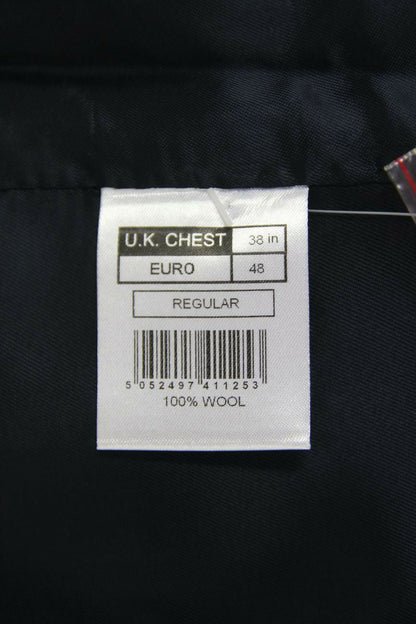 U.K. CHEST 38 in
EURO 48
REGULAR
5 052497 411253
100% WOOL